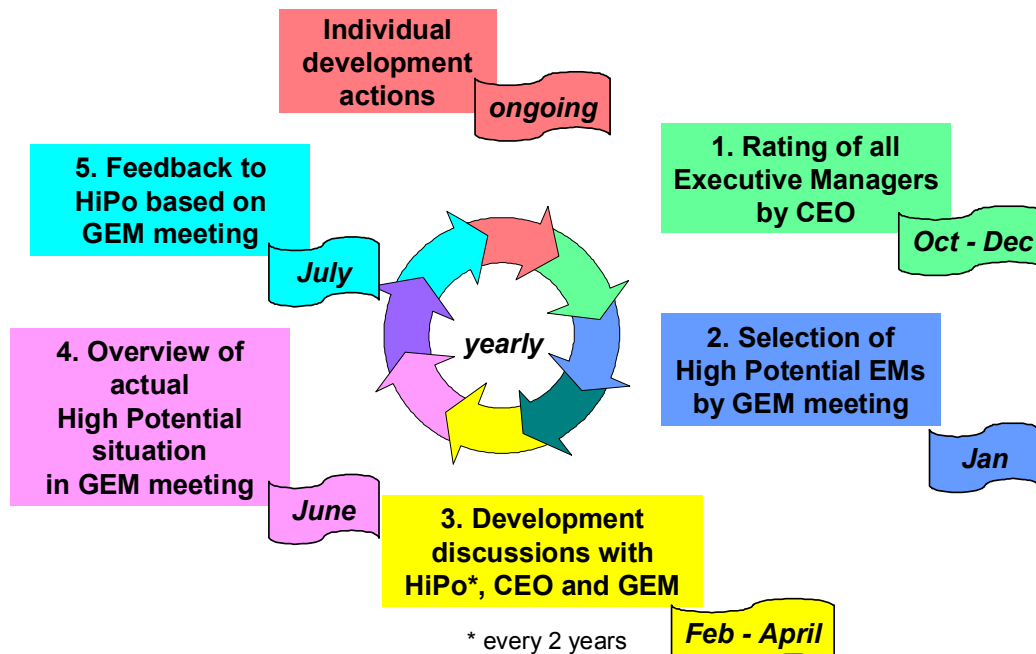 Individual
development
actions
ongoing
1. Rating of all
Executive Managers
by CEO
Oct - Dec
2. Selection of
High Potential EMs
by GEM meeting
Jan
3. Development
discussions with
HiPo*, CEO and GEM
Feb - April
* every 2 years
4. Overview of
actual
High Potential
situation
in GEM meeting
June
5. Feedback to
HiPo based on
GEM meeting
July
yearly